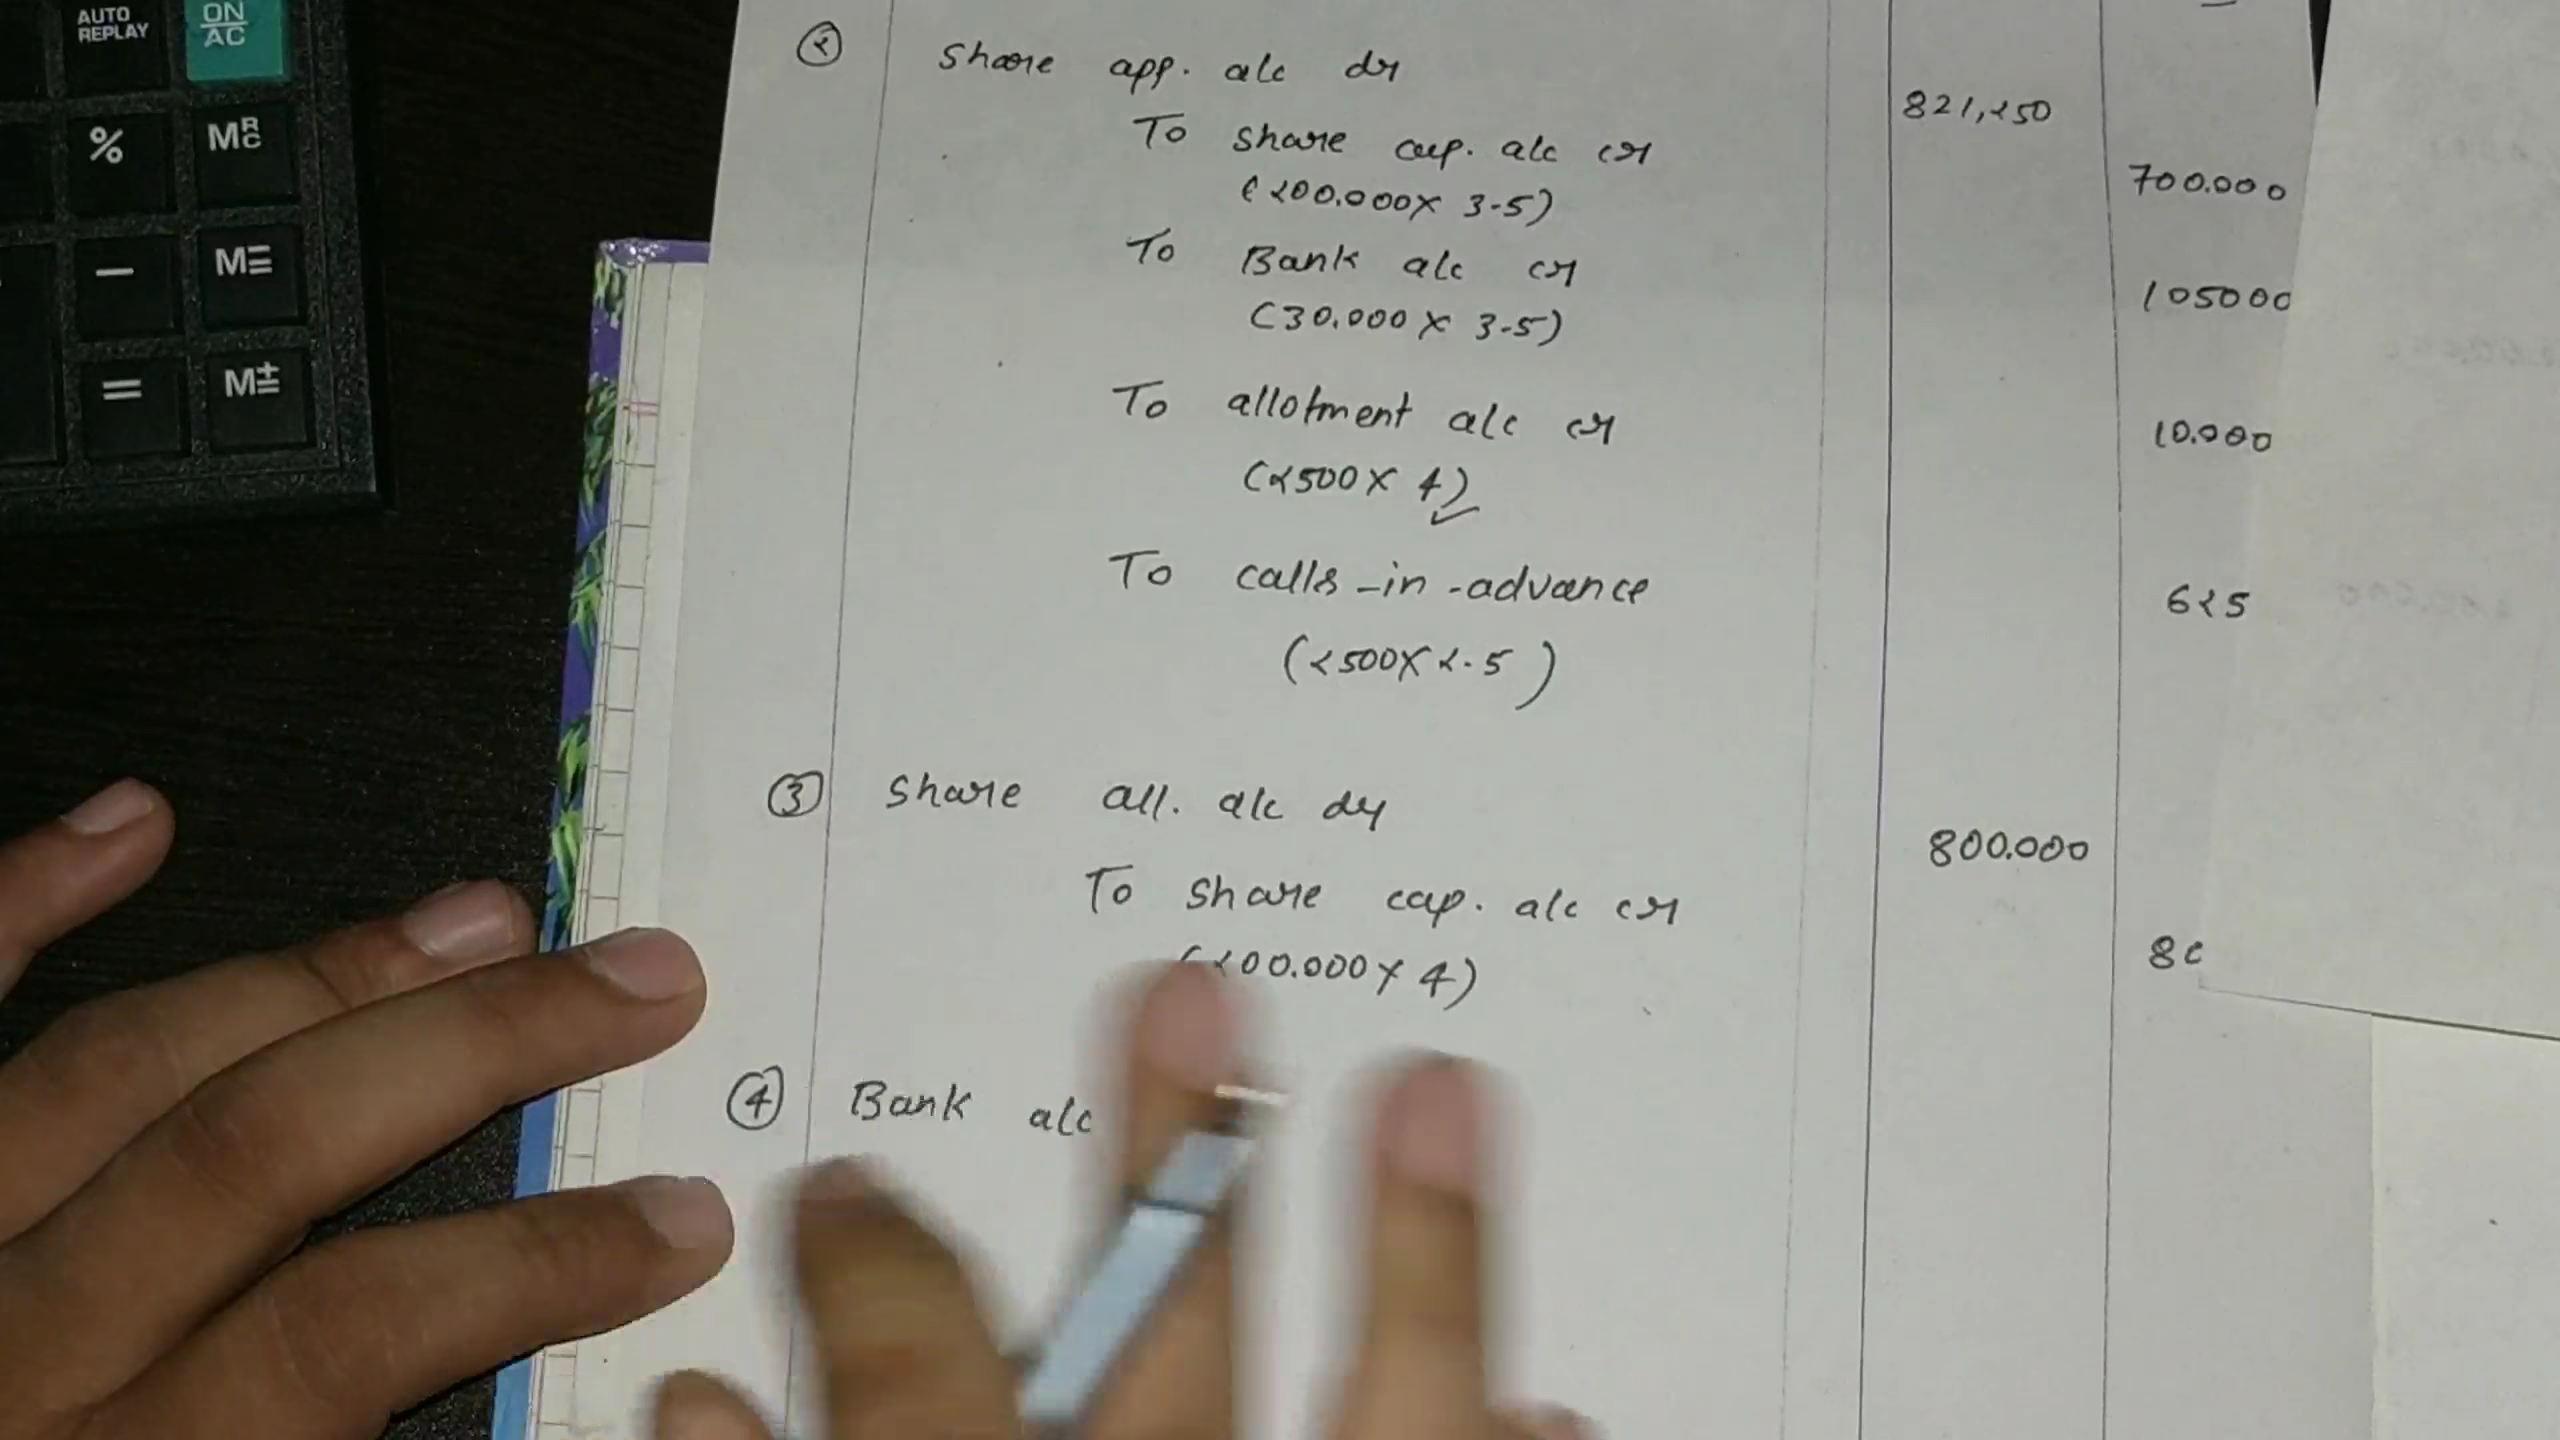 AUTO
REPLAY
ON
AC
%
MRC
−
M=
=
M±
② Share app. a/c dr
821,250
To share cap. a/c cr
700.000
(200.000 x 3-5)
To Bank a/c cr
105000
(30.000 x 3-5)
To allotment a/c cr
10.000
(2500 x 4)
To calls-in-advance
625
(2500 x 2.5)
③ Share all. a/c dr
800.000
To share cap. a/c cr
80
(200.000 x 4)
④ Bank a/c